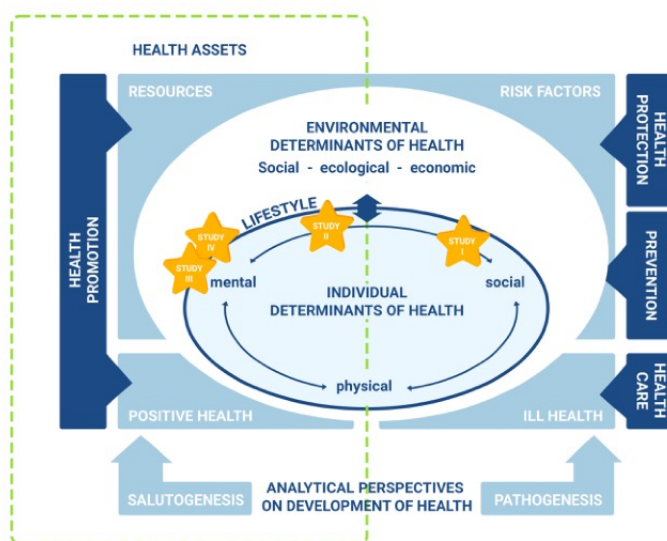 HEALTH ASSETS
RESOURCES
RISK FACTORS
HEALTH
PROTECTION
ENVIRONMENTAL
DETERMINANTS OF HEALTH
Social - ecological - economic
LIFESTYLE
STUDY
IV
STUDY
II
STUDY
I
STUDY
III
HEALTH
PROMOTION
PREVENTION
mental
social
INDIVIDUAL
DETERMINANTS OF HEALTH
physical
HEALTH
CARE
POSITIVE HEALTH
ILL HEALTH
SALUTOGENESIS
ANALYTICAL PERSPECTIVES
ON DEVELOPMENT OF HEALTH
PATHOGENESIS